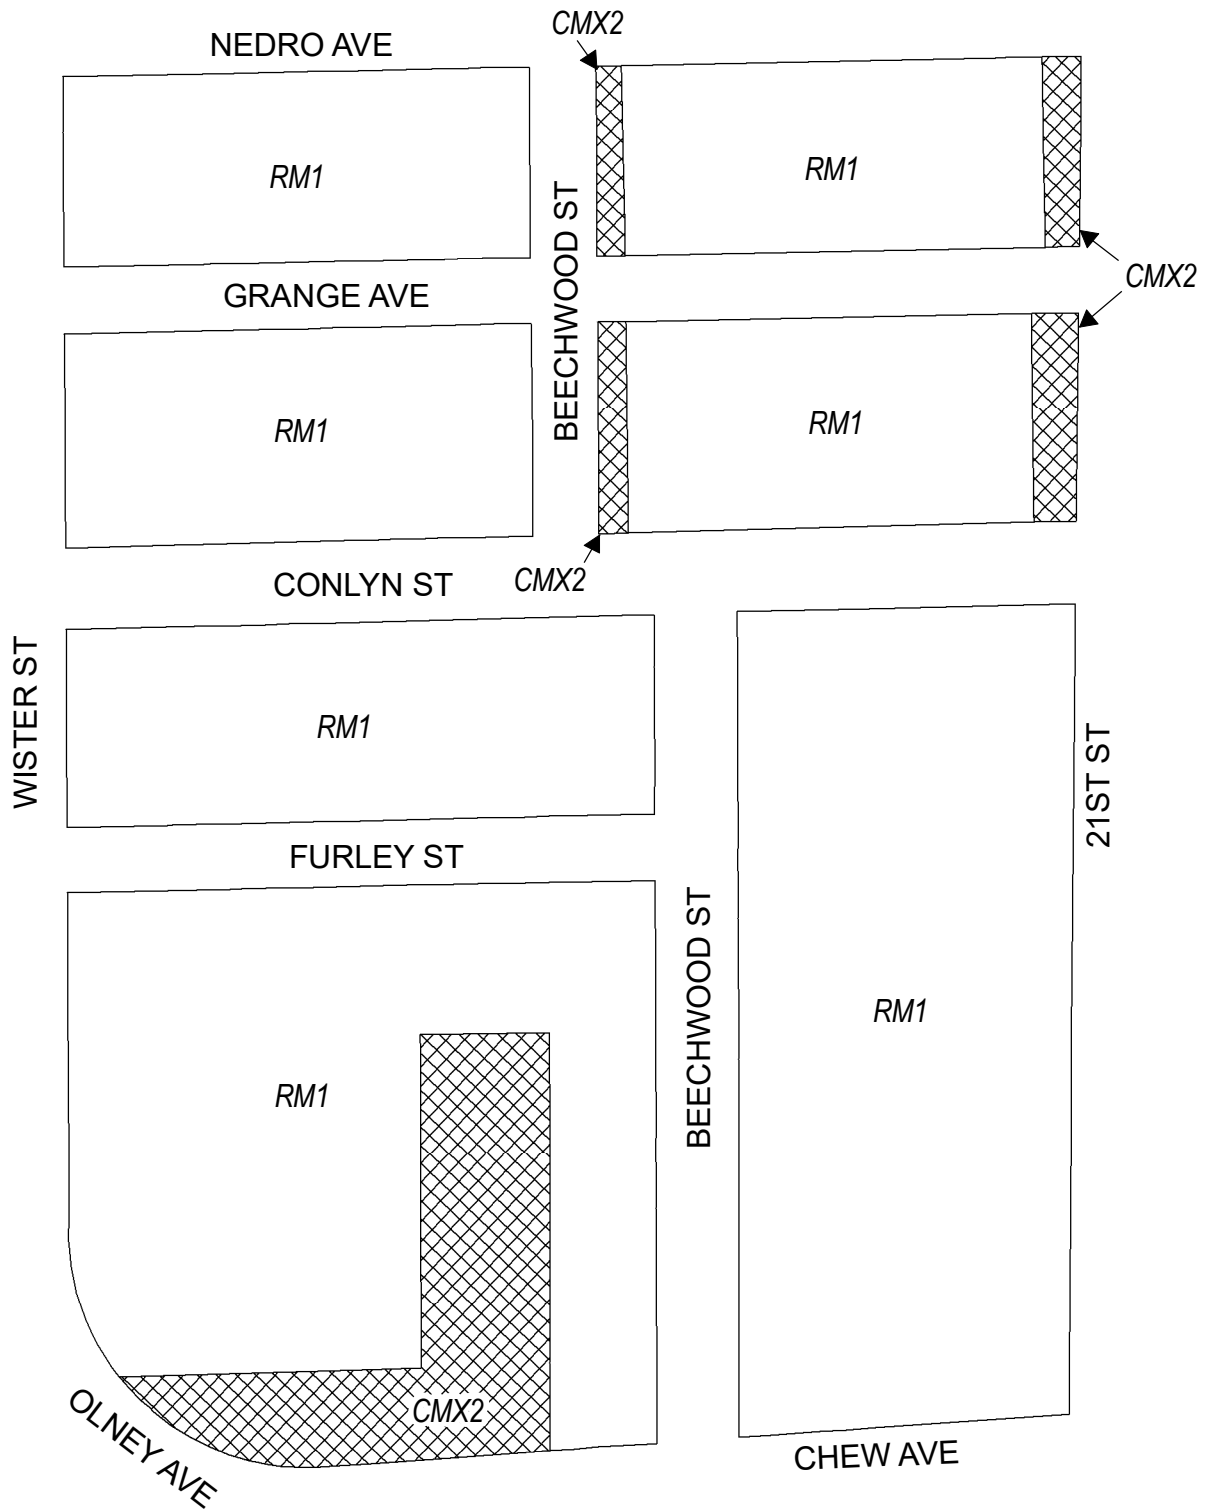 CMX2
NEDRO AVE
RM1
RM1
BEECHWOOD ST
CMX2
GRANGE AVE
RM1
RM1
CMX2
CONLYN ST
WISTER ST
RM1
21ST ST
FURLEY ST
BEECHWOOD ST
RM1
RM1
CMX2
OLNEY AVE
CHEW AVE